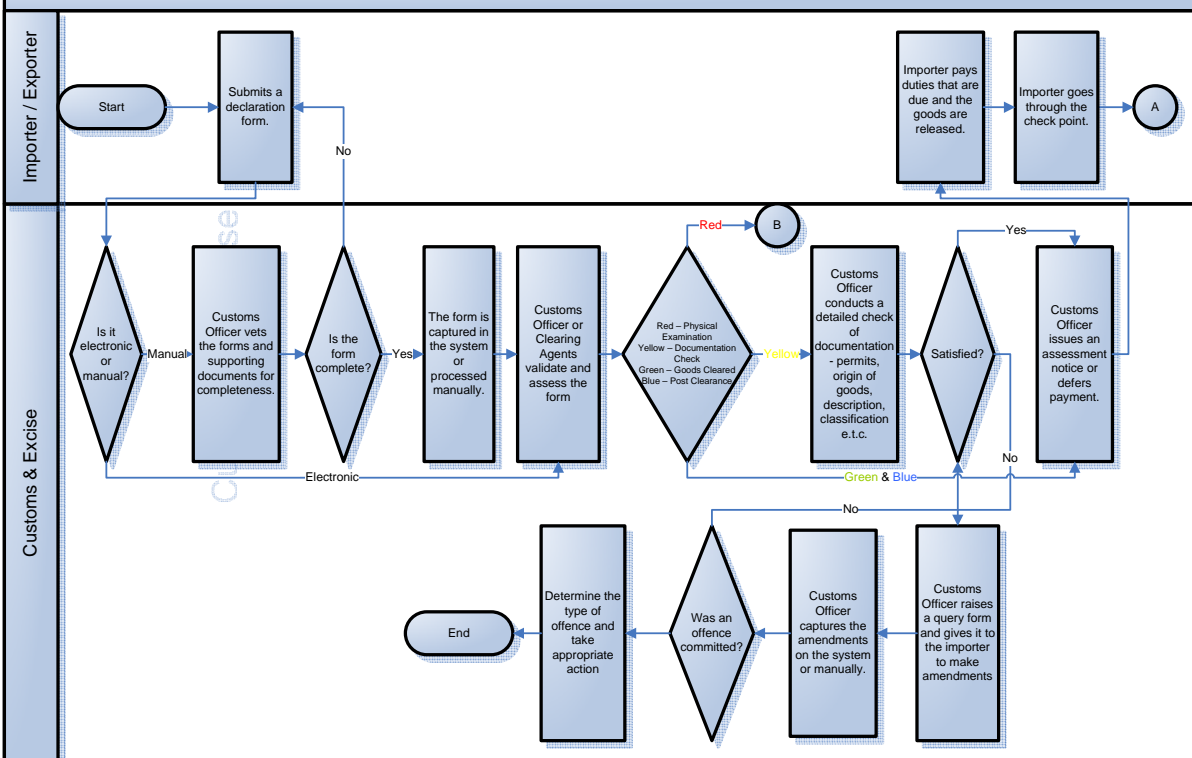 Importer / Exporter
Start
Submits a
declaration
form.
No
Importer pays
duties that are
due and the
goods are
released.
Importer goes
through the
check point.
A
Customs & Excise
Is it
electronic
or
manual?
Manual
Customs
Officer vets
the forms and
supporting
documents for
completeness.
Is the
form
complete?
Yes
The form is
captured in
the system
or
processed
manually.
Customs
Officer or
Clearing
Agents
validate and
assess the
form
Electronic
Red – Physical
Examination
Yellow – Documentation
Check
Green – Goods Cleared
Blue – Post Clearance
Red
B
Yellow
Customs
Officer
conducts a
detailed check
of
documentation
- permits,
origin of
goods,
description,
classification
e.t.c.
Satisfied?
Yes
Customs
Officer
issues an
assessment
notice or
defers
payment.
Green & Blue
No
No
Customs
Officer raises
a query form
and gives it to
the importer
to make
amendments
Customs
Officer
captures the
amendments
on the system
or manually.
Was an
offence
committed?
Determine the
type of
offence and
take
appropriate
action
End